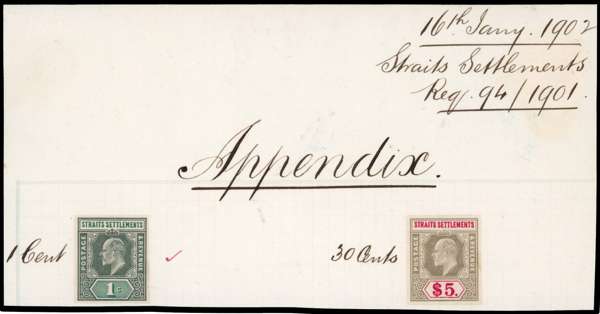 16th Jany. 1902
Straits Settlements
Req. 94/1901.
Appendix.
1 Cent
STRAITS SETTLEMENTS
POSTAGE
& REVENUE
1c
30 Cents
STRAITS SETTLEMENTS
POSTAGE
& REVENUE
$5.